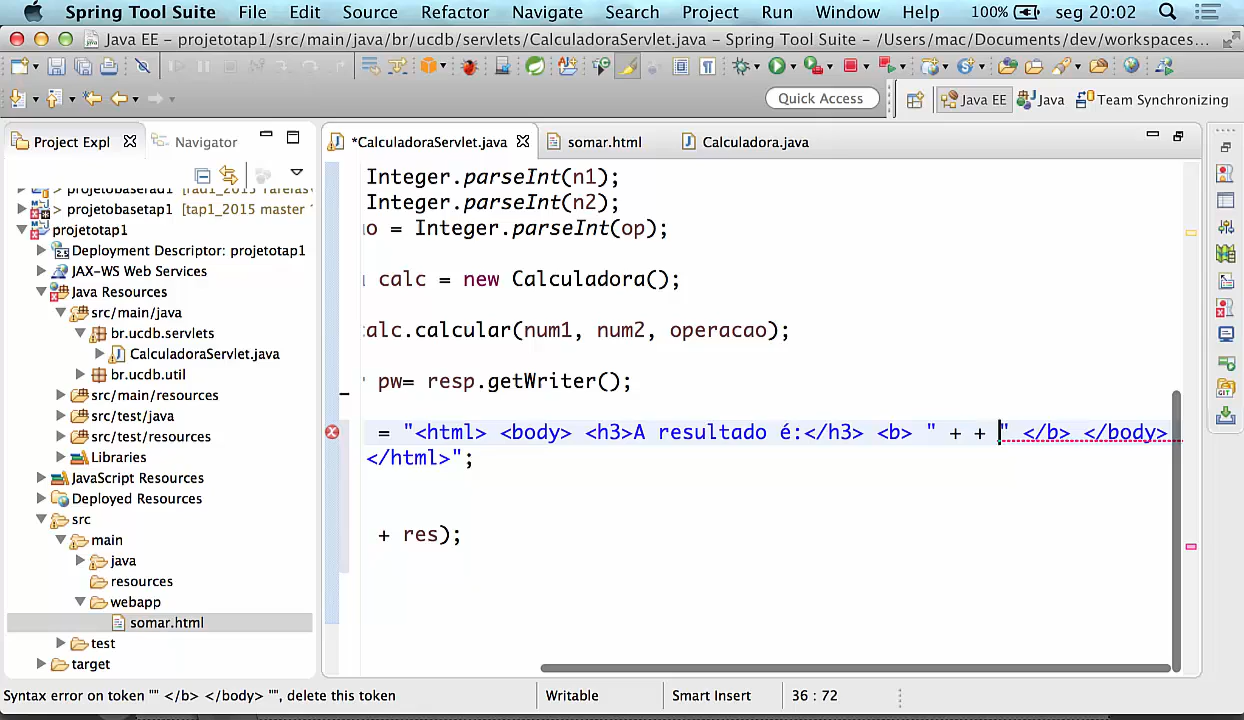 Spring Tool Suite File Edit Source Refactor Navigate Search Project Run Window Help 100% seg 20:02
Java EE – projetotap1/src/main/java/br/ucdb/servlets/CalculadoraServlet.java – Spring Tool Suite – /Users/mac/Documents/dev/workspaces...
Quick Access Java EE Java Team Synchronizing
Project Expl Navigator *CalculadoraServlet.java somar.html Calculadora.java
> projetobasetap1 [tap1_2015 master
projetotap1
Deployment Descriptor: projetotap1
JAX-WS Web Services
Java Resources
src/main/java
br.ucdb.servlets
CalculadoraServlet.java
br.ucdb.util
src/main/resources
src/test/java
src/test/resources
Libraries
JavaScript Resources
Deployed Resources
src
main
java
resources
webapp
somar.html
test
target
Integer.parseInt(n1);
Integer.parseInt(n2);
o = Integer.parseInt(op);
calc = new Calculadora();
alc.calcular(num1, num2, operacao);
pw= resp.getWriter();
= "<html> <body> <h3>A resultado é:</h3> <b> " + + " </b> </body>
</html>";
+ res);
Syntax error on token "" </b> </body> "", delete this token Writable Smart Insert 36 : 72